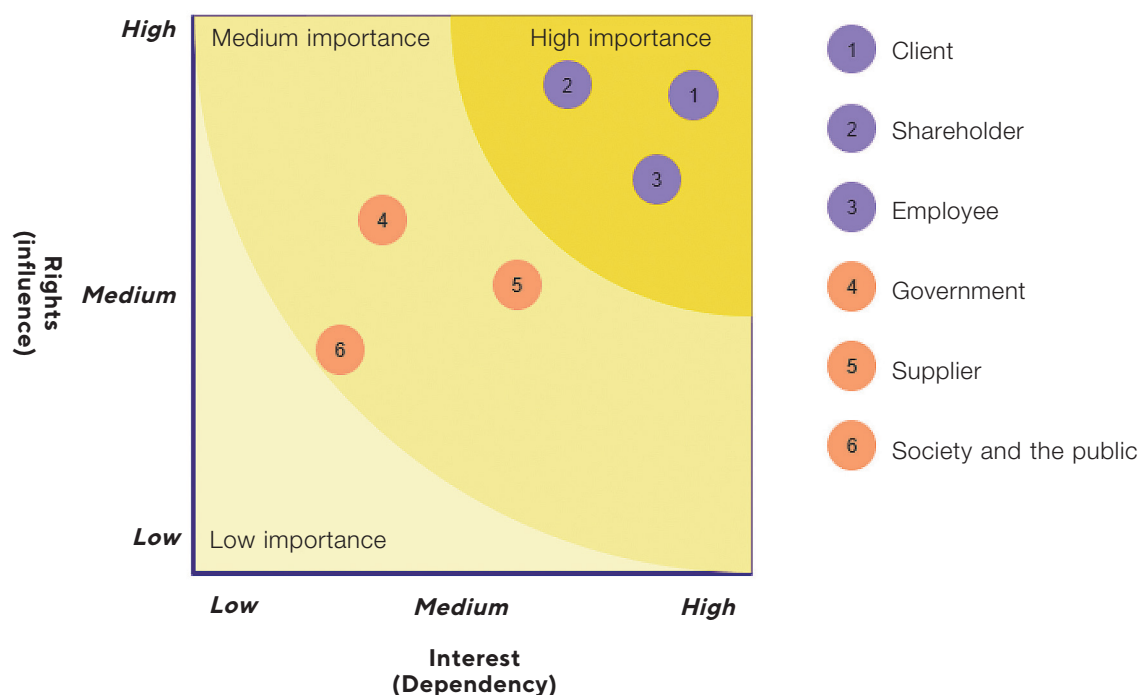 High
Medium importance
High importance
1 Client
2
1
2 Shareholder
3
3 Employee
4
Rights
(influence)
5
4 Government
Medium
6
5 Supplier
6 Society and the public
Low
Low importance
Low
Medium
High
Interest
(Dependency)